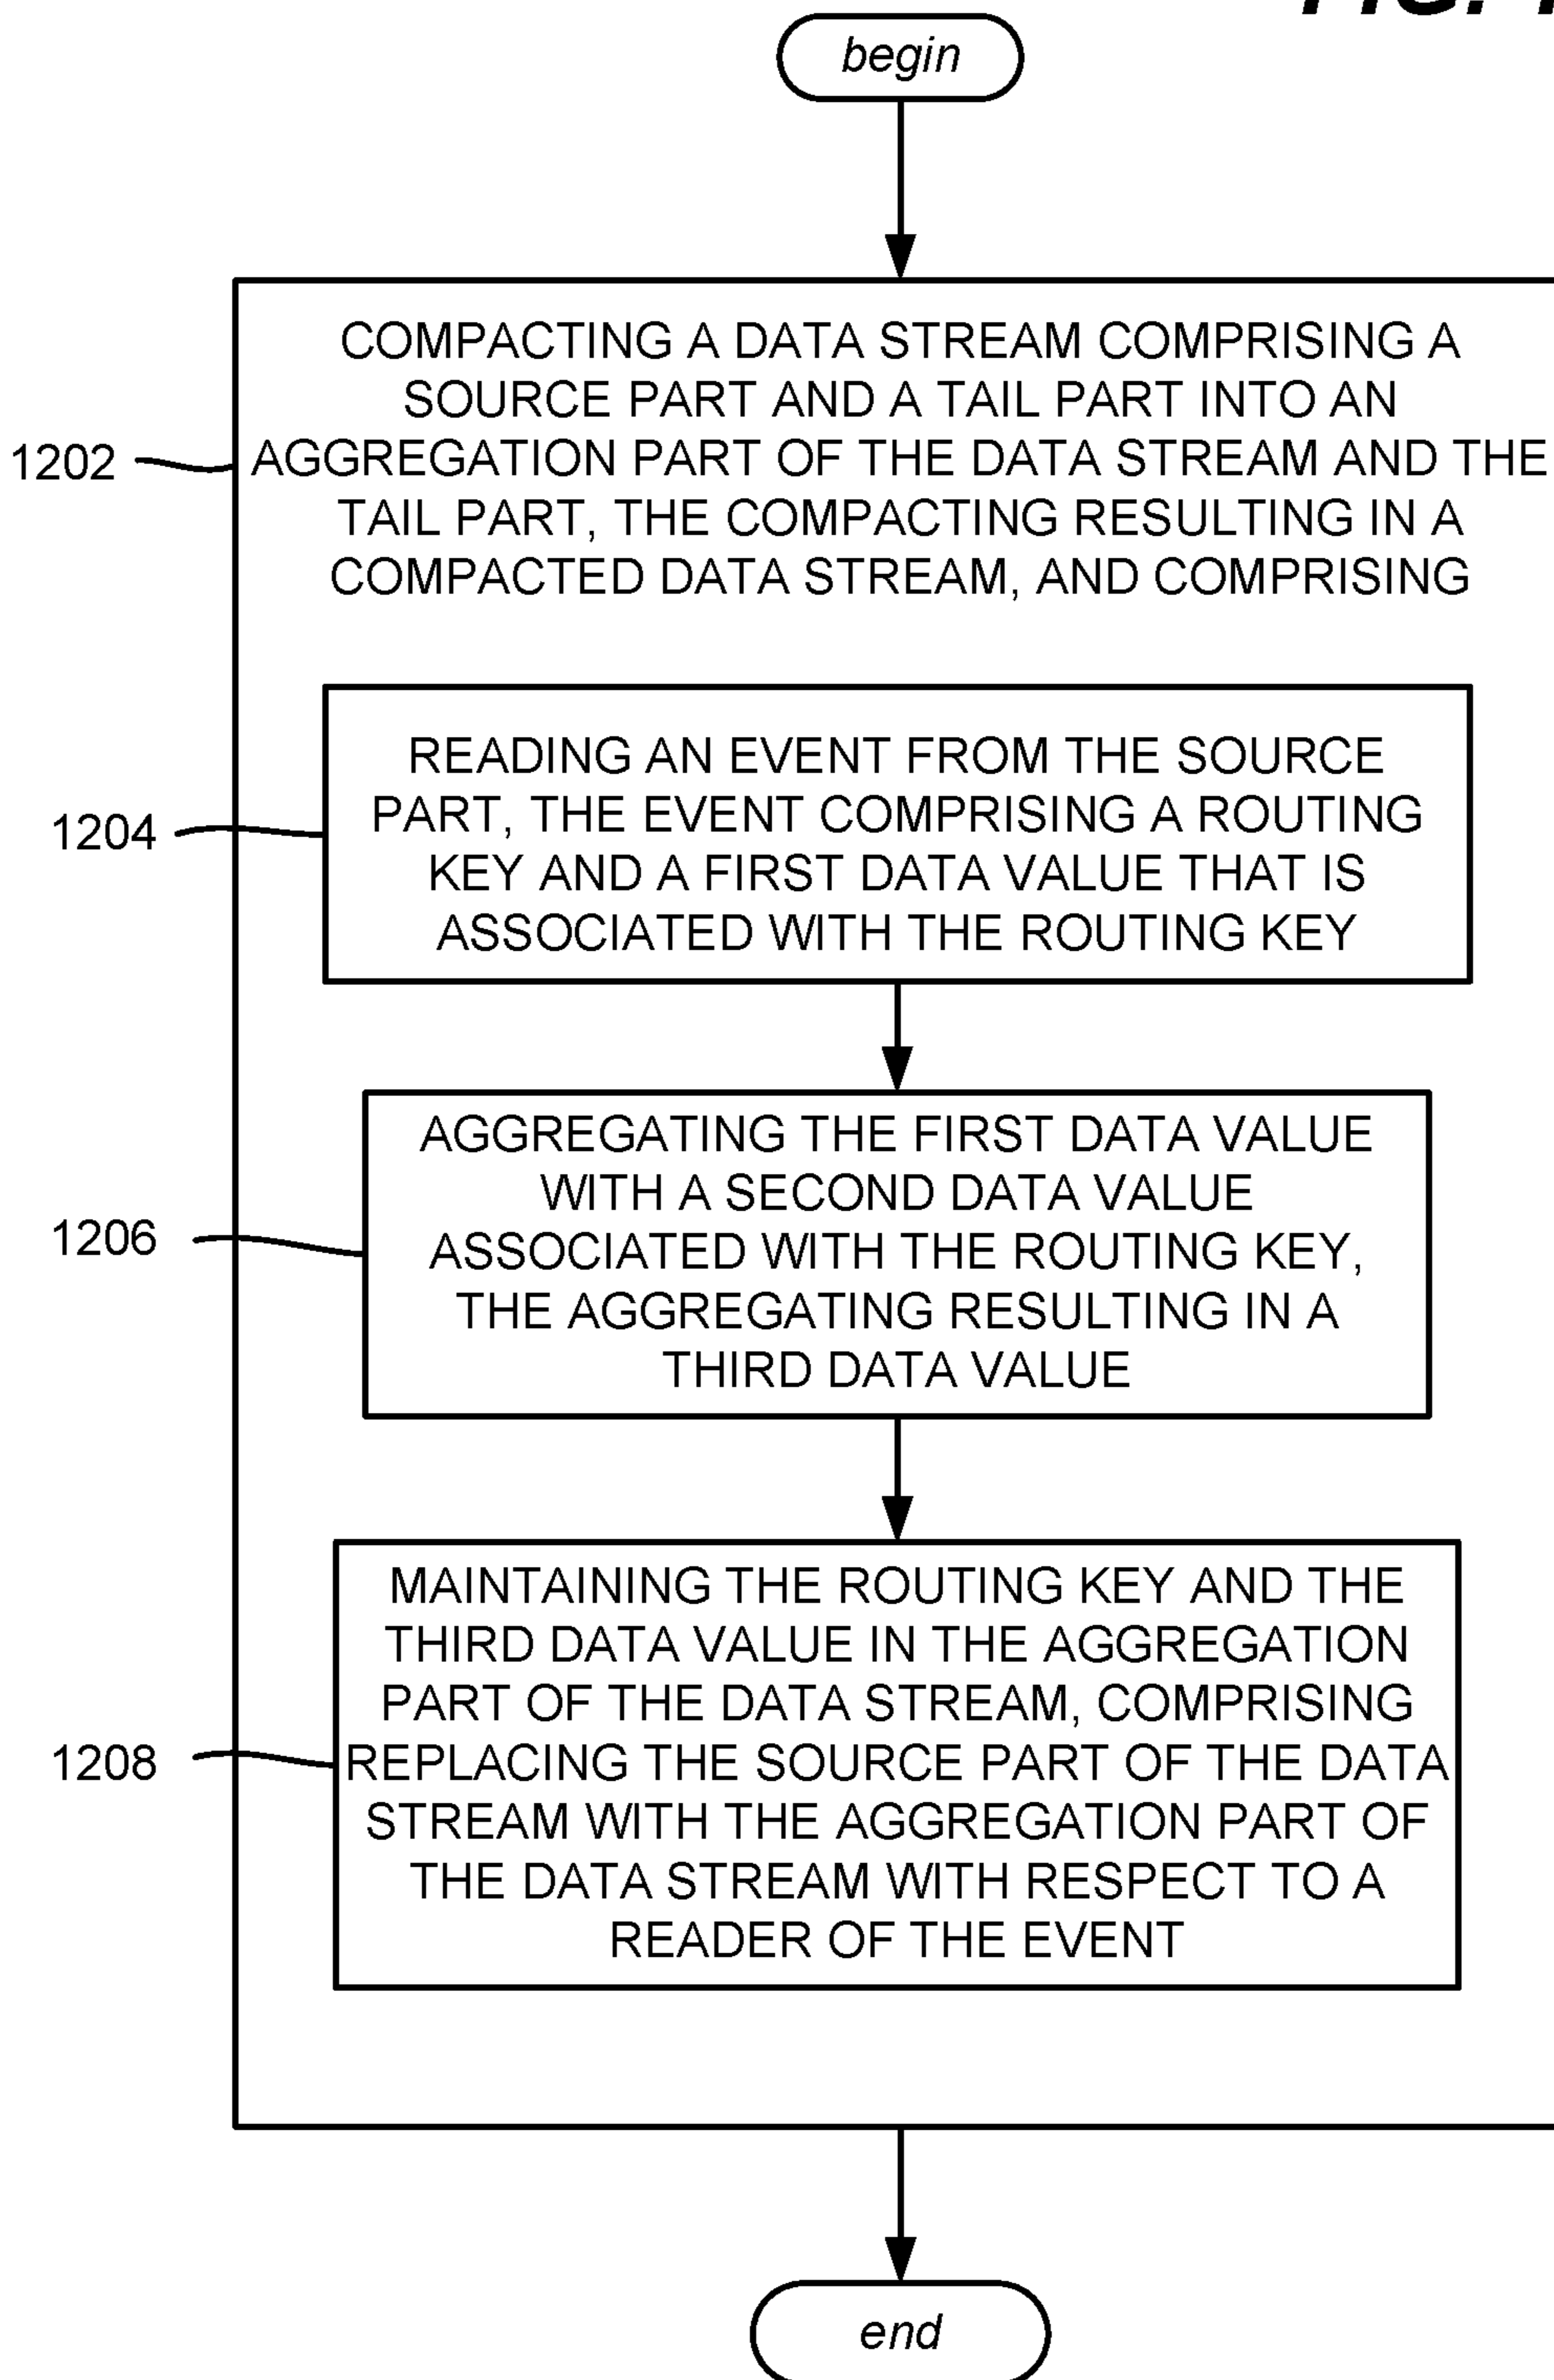 FIG. 1
begin
COMPACTING A DATA STREAM COMPRISING A
SOURCE PART AND A TAIL PART INTO AN
AGGREGATION PART OF THE DATA STREAM AND THE
TAIL PART, THE COMPACTING RESULTING IN A
COMPACTED DATA STREAM, AND COMPRISING
1202
READING AN EVENT FROM THE SOURCE
PART, THE EVENT COMPRISING A ROUTING
KEY AND A FIRST DATA VALUE THAT IS
ASSOCIATED WITH THE ROUTING KEY
1204
AGGREGATING THE FIRST DATA VALUE
WITH A SECOND DATA VALUE
ASSOCIATED WITH THE ROUTING KEY,
THE AGGREGATING RESULTING IN A
THIRD DATA VALUE
1206
MAINTAINING THE ROUTING KEY AND THE
THIRD DATA VALUE IN THE AGGREGATION
PART OF THE DATA STREAM, COMPRISING
REPLACING THE SOURCE PART OF THE DATA
STREAM WITH THE AGGREGATION PART OF
THE DATA STREAM WITH RESPECT TO A
READER OF THE EVENT
1208
end